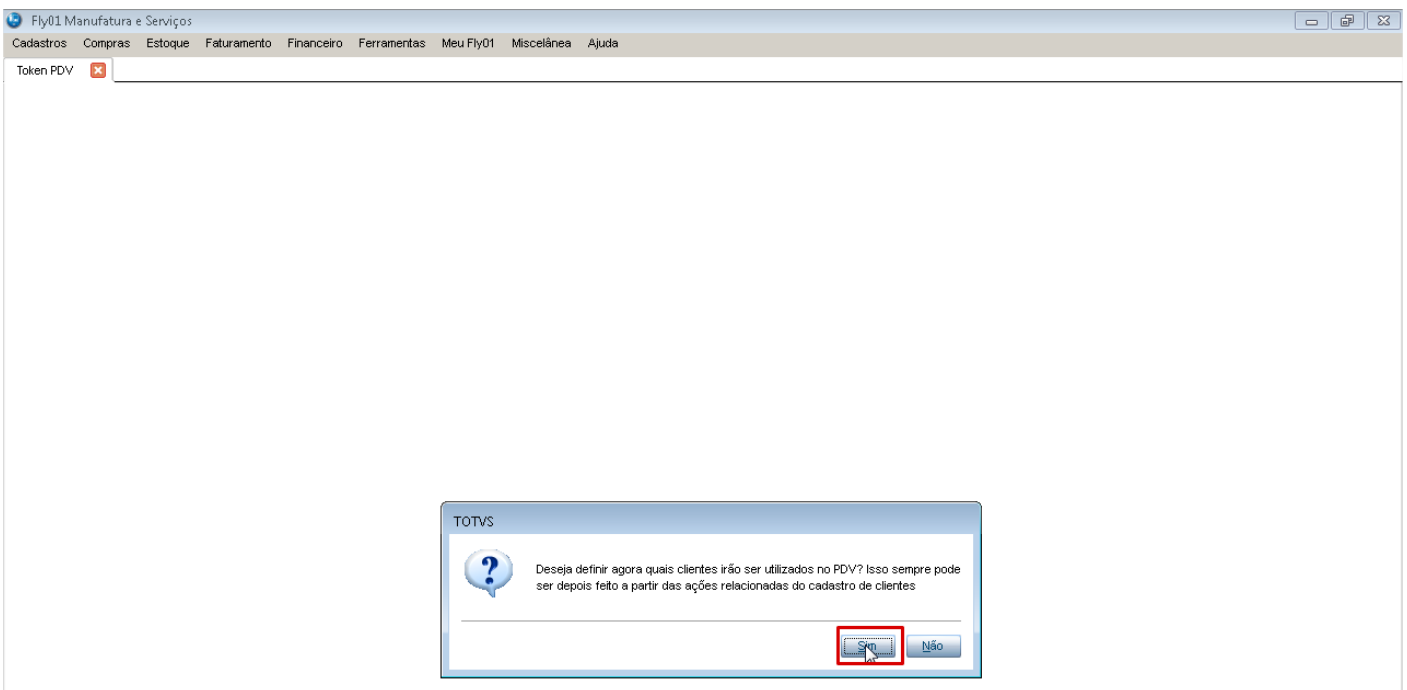 Fly01 Manufatura e Serviços
Cadastros Compras Estoque Faturamento Financeiro Ferramentas Meu Fly01 Miscelânea Ajuda
Token PDV
TOTVS
Deseja definir agora quais clientes irão ser utilizados no PDV? Isso sempre pode
ser depois feito a partir das ações relacionadas do cadastro de clientes
Sim Não